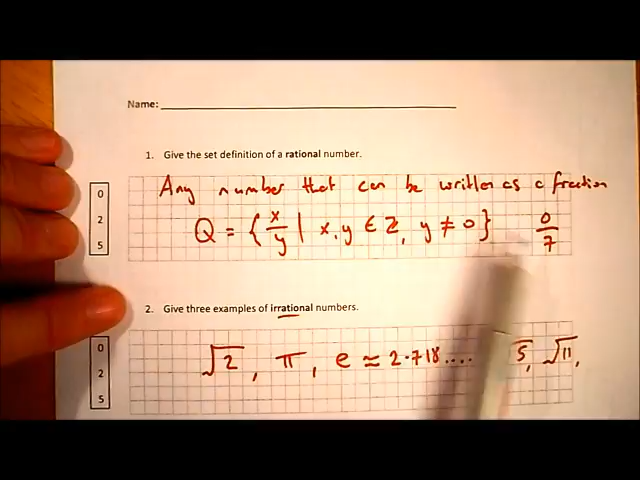 Name:
1. Give the set definition of a rational number.
0
2
5
Any number that can be written as a fraction
Q = { x/y | x, y ∈ Z, y ≠ 0 } 0/7
2. Give three examples of irrational numbers.
0
2
5
√2, π, e ≈ 2·718.... √5, √11,